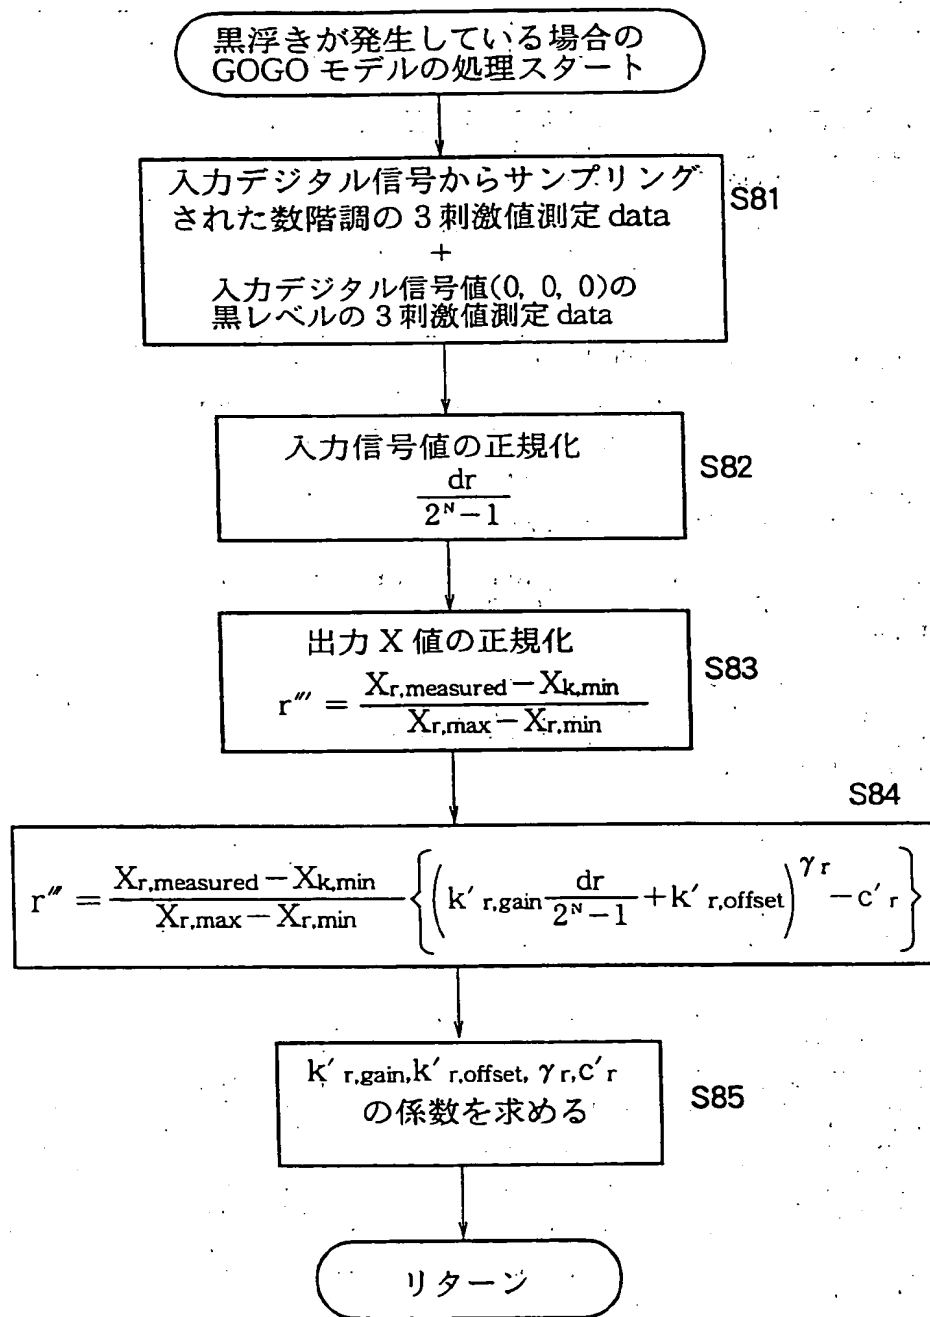 黒浮きが発生している場合の
GOGO モデルの処理スタート
入力デジタル信号からサンプリング
された数階調の 3 刺激値測定 data
+
入力デジタル信号値(0, 0, 0)の
黒レベルの 3 刺激値測定 data
S81
入力信号値の正規化
dr
2ᴺ−1
S82
出力 X 値の正規化
r‴ = (Xr,measured − Xk,min) / (Xr,max − Xr,min)
S83
S84
r‴ = (Xr,measured − Xk,min) / (Xr,max − Xr,min) {(k′r,gain dr / (2ᴺ−1) + k′r,offset)^γr − c′r}
k′r,gain, k′r,offset, γr, c′r
の係数を求める
S85
リターン